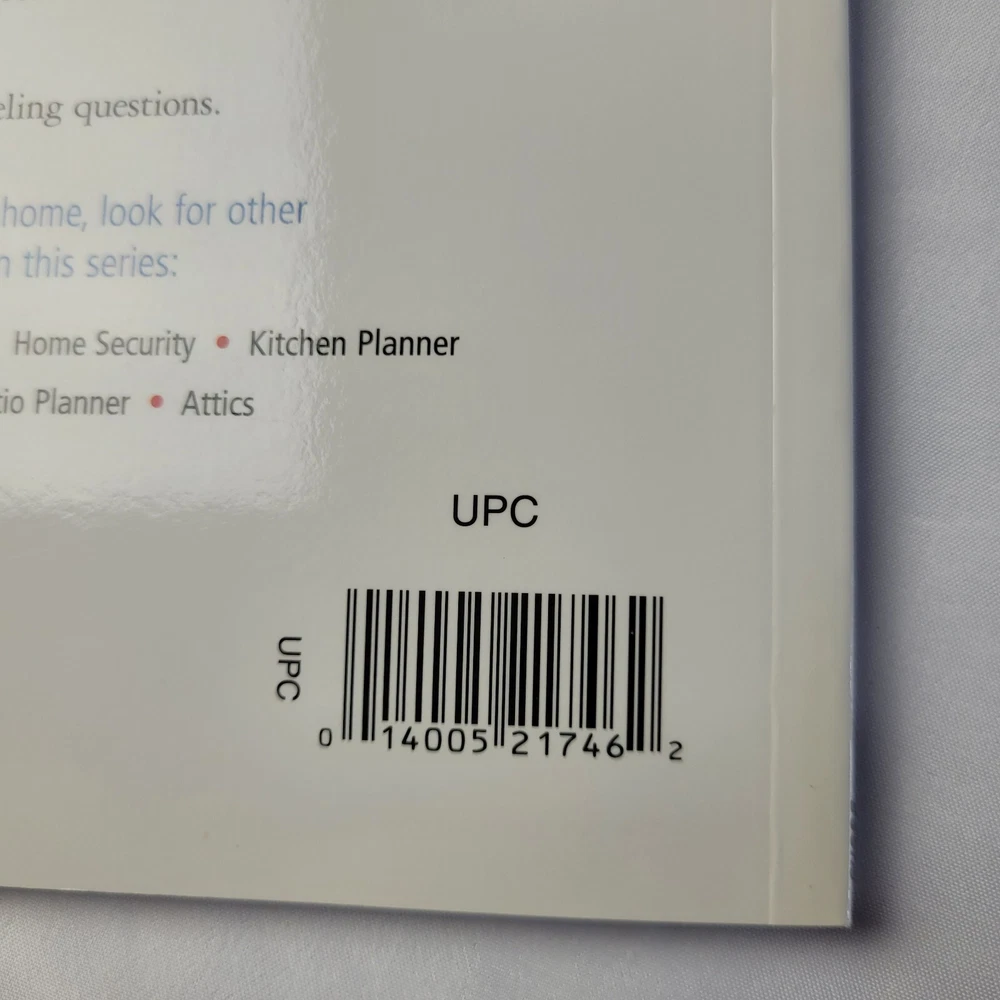 eling questions.
home, look for other
n this series:
Home Security • Kitchen Planner
tio Planner • Attics
UPC
UPC
0 14005 21746 2